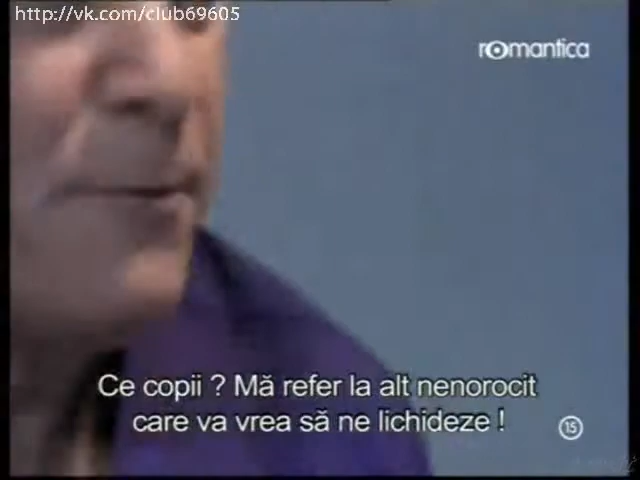 http://vk.com/club69605
romantica
Ce copii ? Mă refer la alt nenorocit
care va vrea să ne lichideze !
15